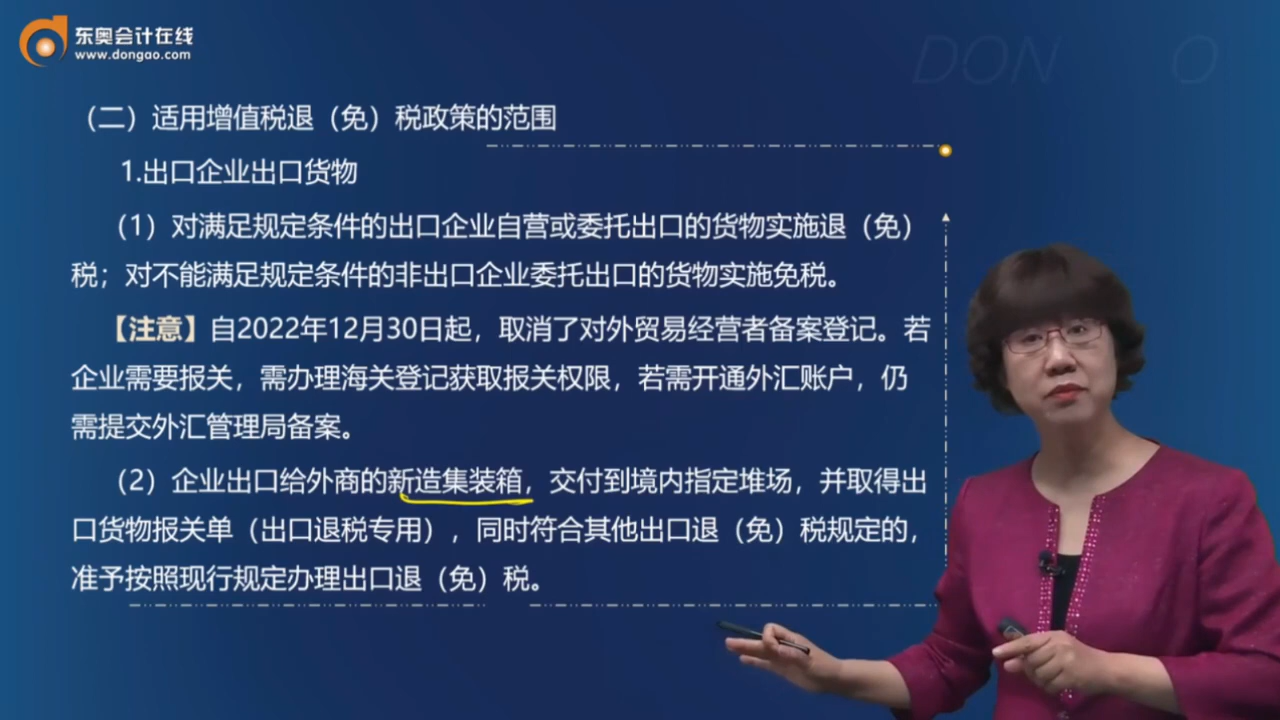 东奥会计在线
www.dongao.com
DON O
（二）适用增值税退（免）税政策的范围
1.出口企业出口货物
（1）对满足规定条件的出口企业自营或委托出口的货物实施退（免）
税；对不能满足规定条件的非出口企业委托出口的货物实施免税。
【注意】自2022年12月30日起，取消了对外贸易经营者备案登记。若
企业需要报关，需办理海关登记获取报关权限，若需开通外汇账户，仍
需提交外汇管理局备案。
（2）企业出口给外商的新造集装箱，交付到境内指定堆场，并取得出
口货物报关单（出口退税专用），同时符合其他出口退（免）税规定的，
准予按照现行规定办理出口退（免）税。